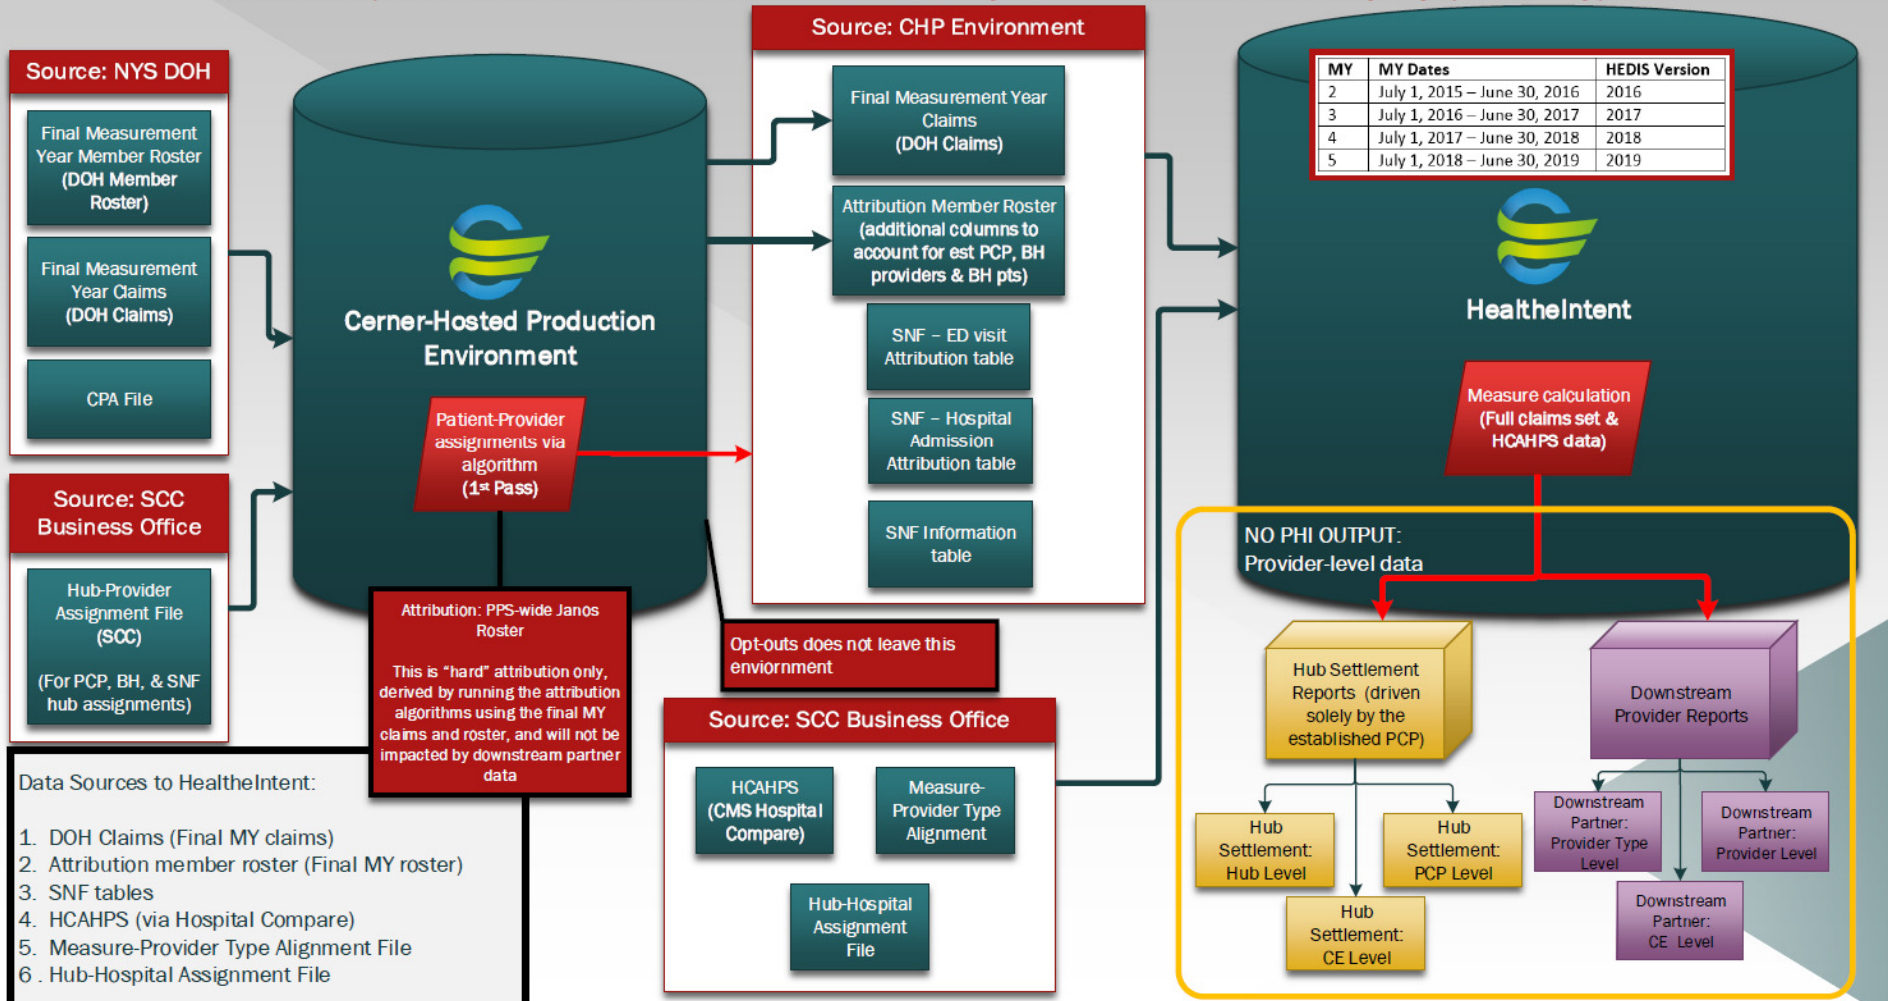 Source: NYS DOH
Final Measurement
Year Member Roster
(DOH Member
Roster)
Final Measurement
Year Claims
(DOH Claims)
CPA File
Source: SCC
Business Office
Hub-Provider
Assignment File
(SCC)
(For PCP, BH, & SNF
hub assignments)
Data Sources to HealtheIntent:
1. DOH Claims (Final MY claims)
2. Attribution member roster (Final MY roster)
3. SNF tables
4. HCAHPS (via Hospital Compare)
5. Measure-Provider Type Alignment File
6 . Hub-Hospital Assignment File
Cerner-Hosted Production
Environment
Patient-Provider
assignments via
algorithm
(1st Pass)
Attribution: PPS-wide Janos
Roster
This is “hard” attribution only,
derived by running the attribution
algorithms using the final MY
claims and roster, and will not be
impacted by downstream partner
data
Opt-outs does not leave this
enviornment
Source: CHP Environment
Final Measurement Year
Claims
(DOH Claims)
Attribution Member Roster
(additional columns to
account for est PCP, BH
providers & BH pts)
SNF – ED visit
Attribution table
SNF – Hospital
Admission
Attribution table
SNF Information
table
Source: SCC Business Office
HCAHPS
(CMS Hospital
Compare)
Measure-
Provider Type
Alignment
Hub-Hospital
Assignment
File
MY MY Dates HEDIS Version
2 July 1, 2015 – June 30, 2016 2016
3 July 1, 2016 – June 30, 2017 2017
4 July 1, 2017 – June 30, 2018 2018
5 July 1, 2018 – June 30, 2019 2019
HealtheIntent
Measure calculation
(Full claims set &
HCAHPS data)
NO PHI OUTPUT:
Provider-level data
Hub Settlement
Reports (driven
solely by the
established PCP)
Hub
Settlement:
Hub Level
Hub
Settlement:
CE Level
Hub
Settlement:
PCP Level
Downstream
Provider Reports
Downstream
Partner:
Provider Type
Level
Downstream
Partner:
CE Level
Downstream
Partner:
Provider Level